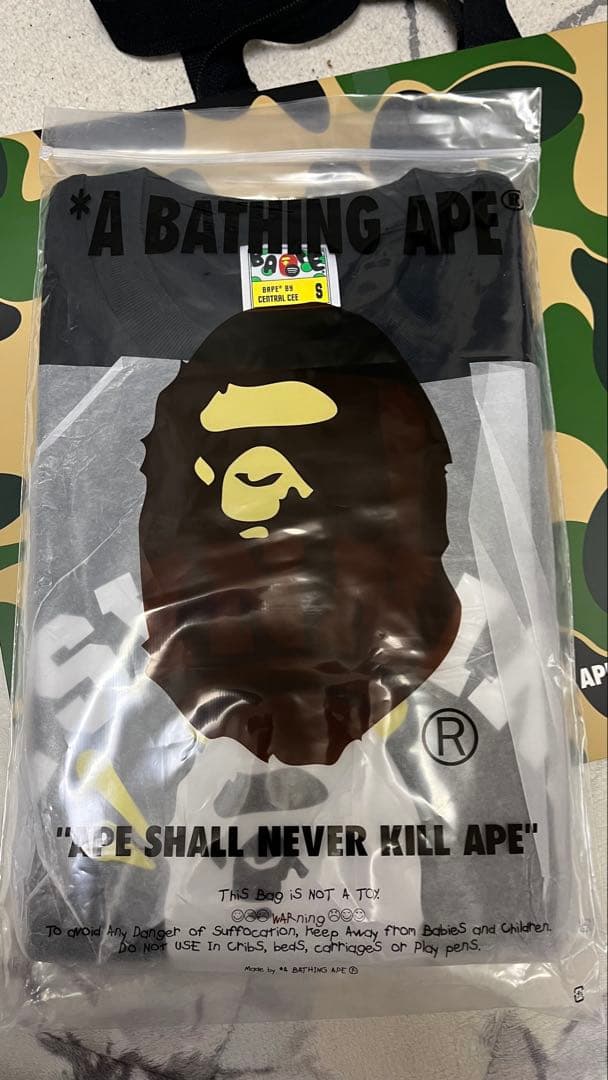 *A BATHING APE®
BAPE
BAPE® BY
CENTRAL CEE S
®
AP
"APE SHALL NEVER KILL APE"
THiS Bag iS NOT A TOY.
WARning
To avoid Any Danger of Suffocation, Keep Away from Babies and Children.
Do NOT USE In Cribs, beds, carriages or Play pens.
Made by *A BATHING APE®